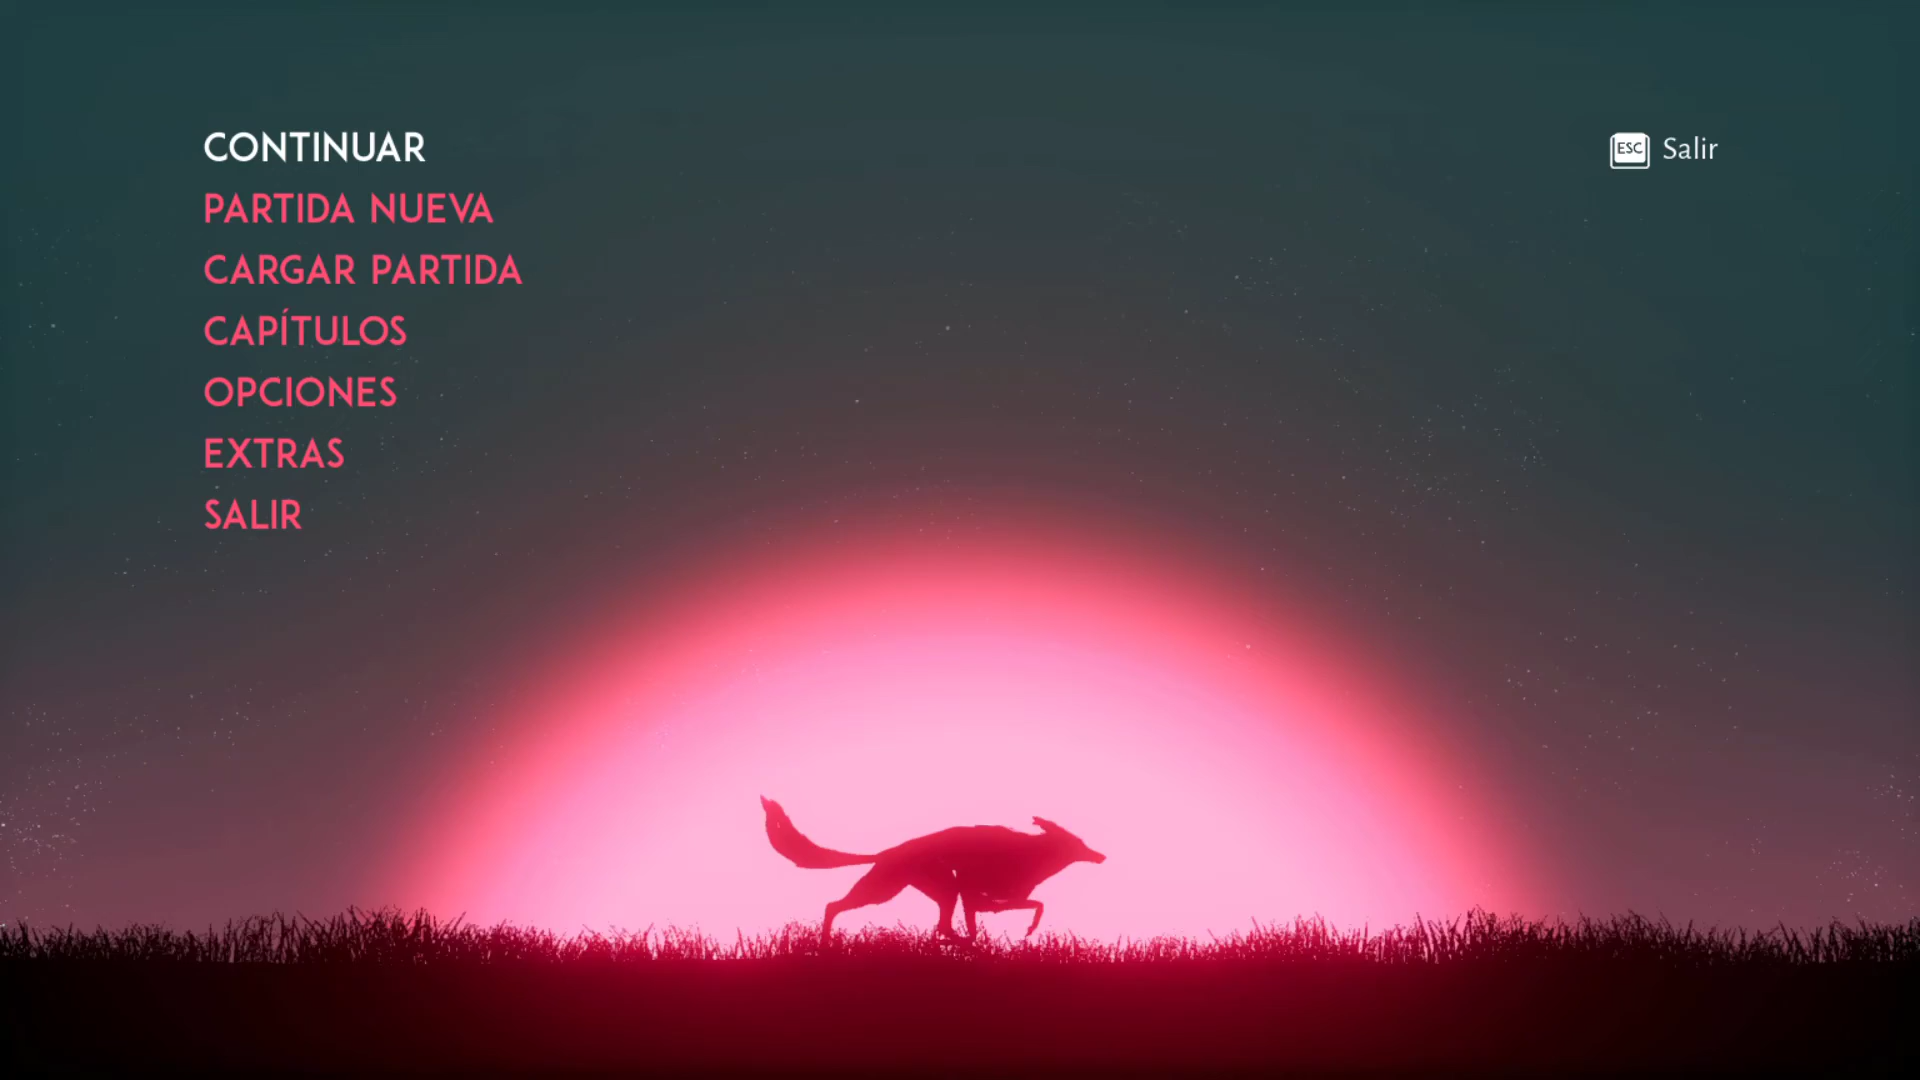 CONTINUAR
PARTIDA NUEVA
CARGAR PARTIDA
CAPÍTULOS
OPCIONES
EXTRAS
SALIR
ESC Salir